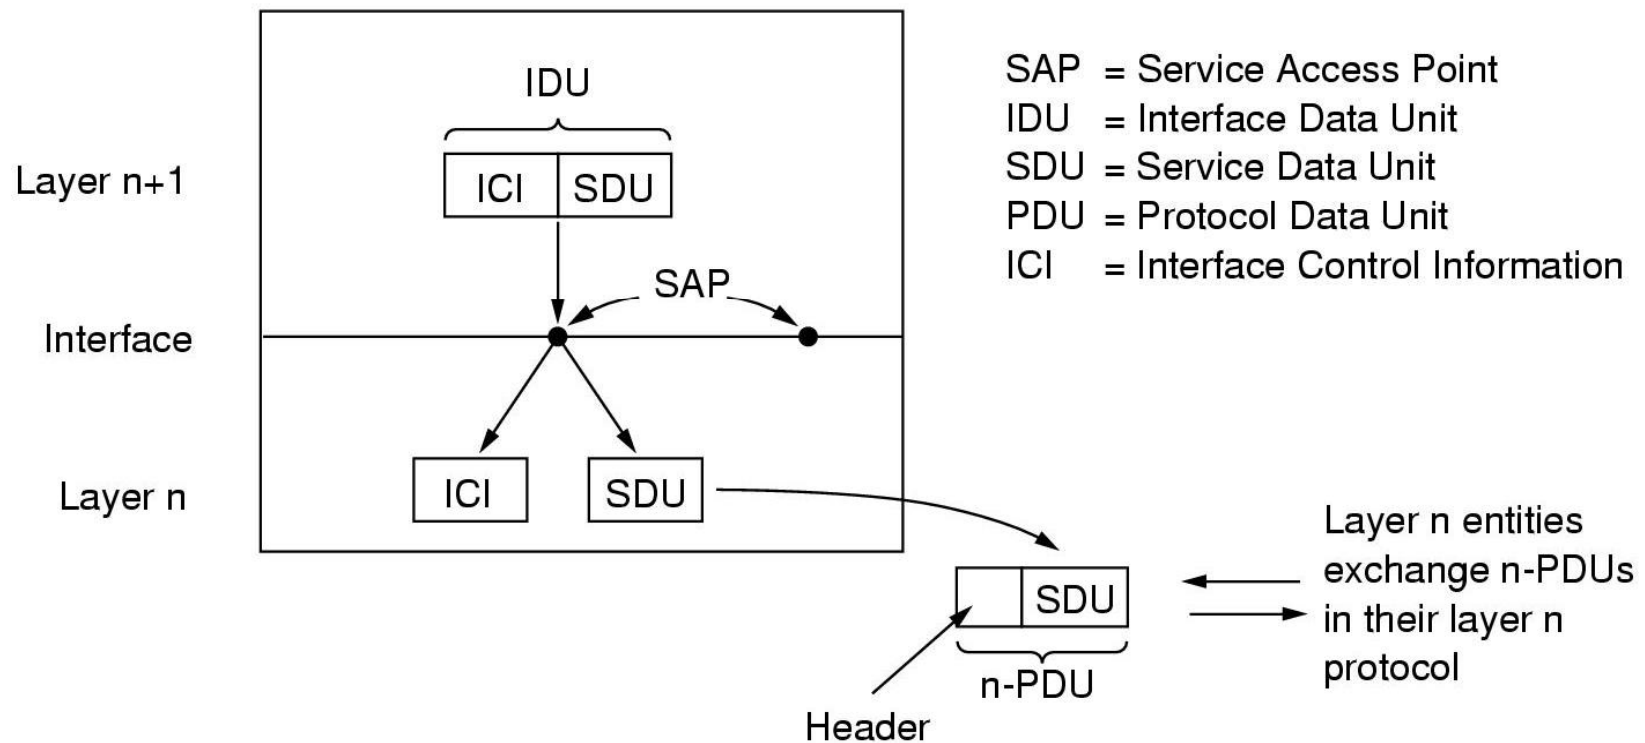 IDU
Layer n+1
ICI
SDU
SAP
Interface
Layer n
ICI
SDU
SAP = Service Access Point
IDU = Interface Data Unit
SDU = Service Data Unit
PDU = Protocol Data Unit
ICI = Interface Control Information
SDU
n-PDU
Header
Layer n entities
exchange n-PDUs
in their layer n
protocol